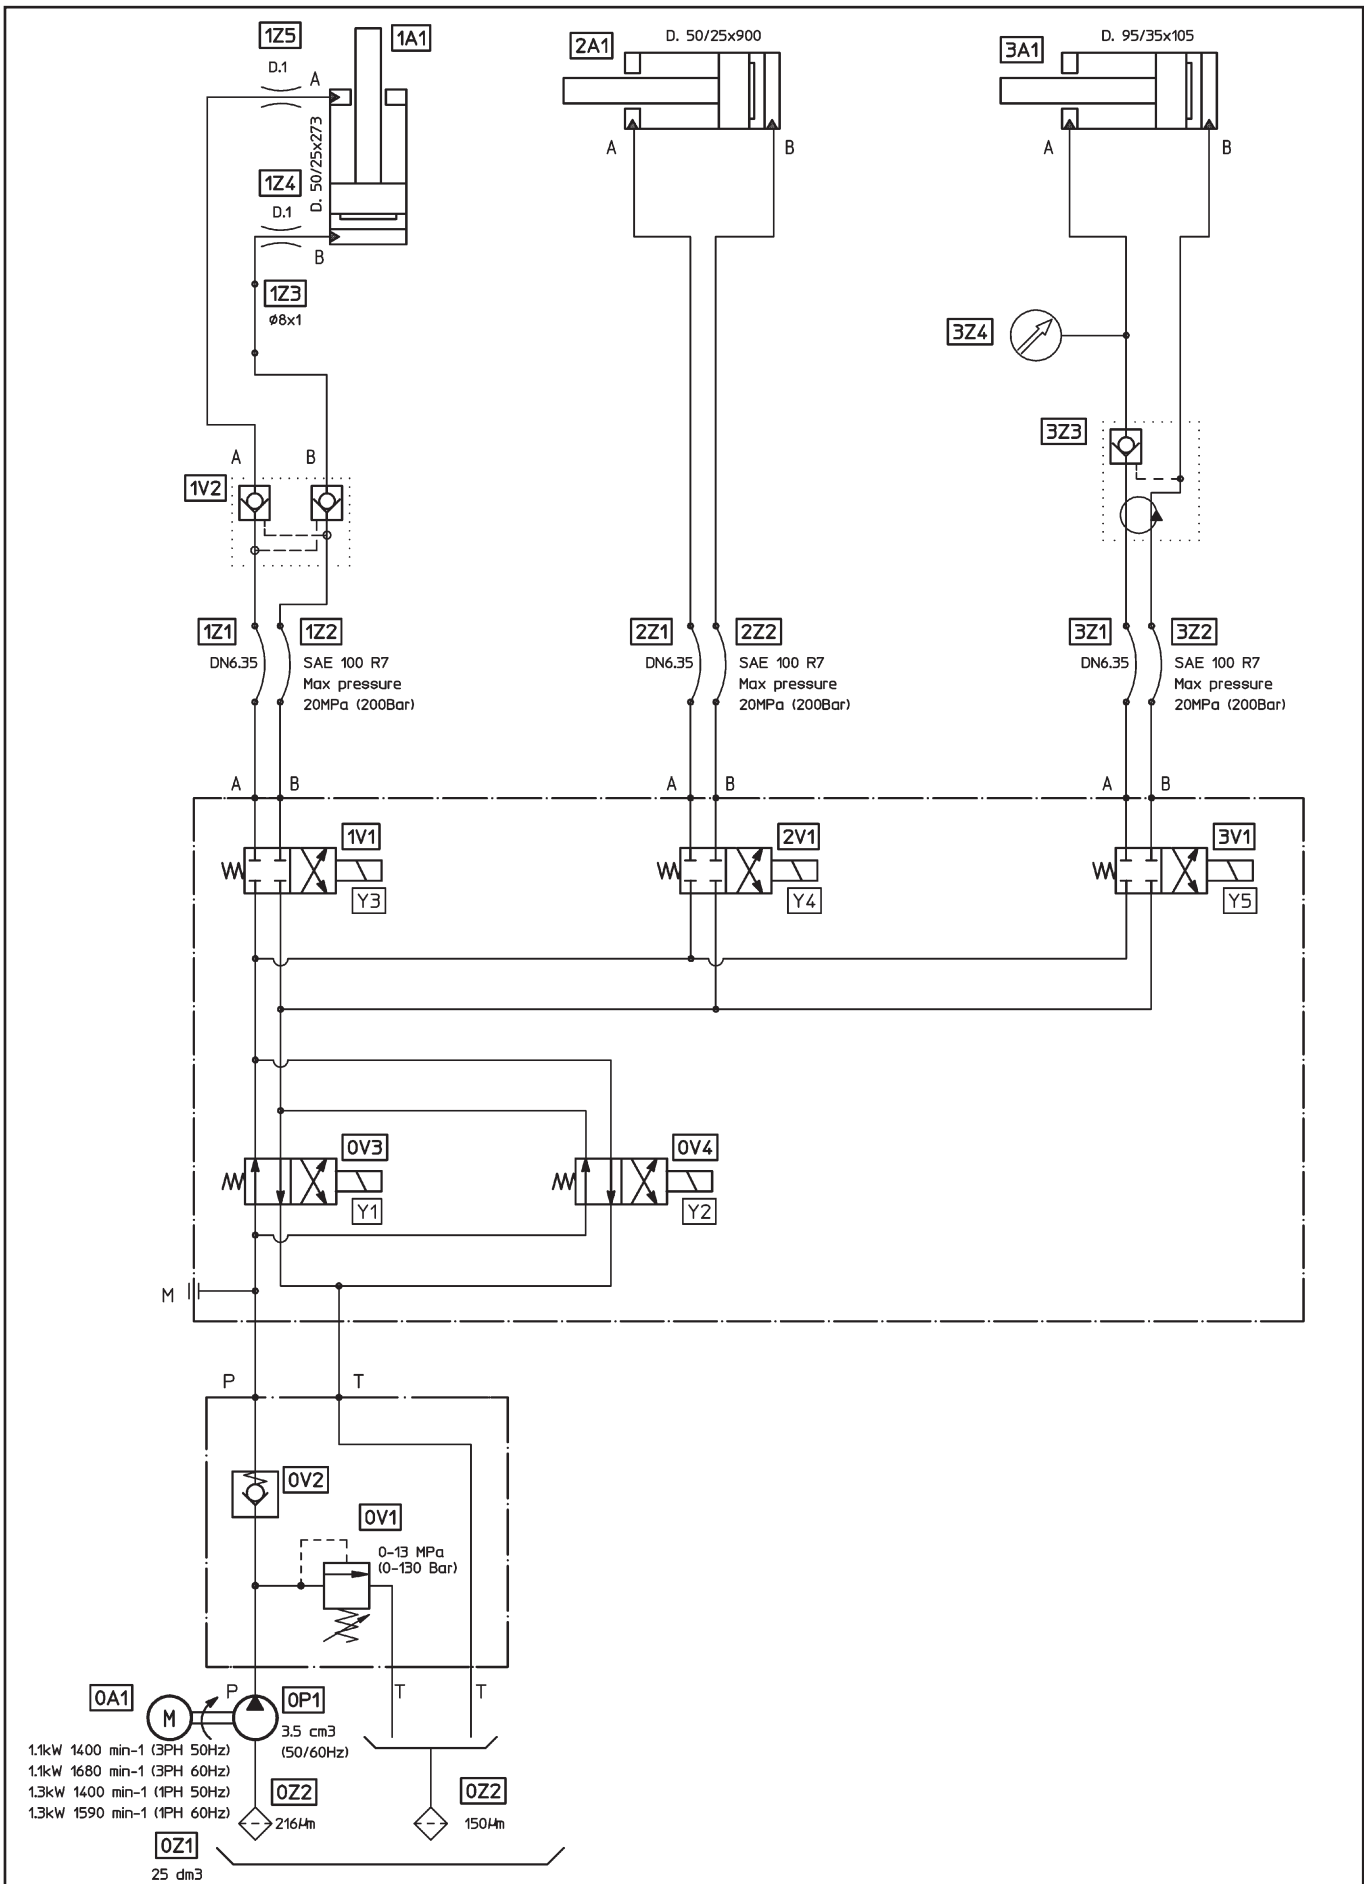 1Z5
1A1
D.1
A
D. 50/25x273
1Z4
D.1
B
1Z3
Ø8x1
A
B
1V2
2A1
D. 50/25x900
A
B
3A1
D. 95/35x105
A
B
3Z4
3Z3
1Z1
1Z2
DN6.35
SAE 100 R7
Max pressure
20MPa (200Bar)
2Z1
2Z2
DN6.35
SAE 100 R7
Max pressure
20MPa (200Bar)
3Z1
3Z2
DN6.35
SAE 100 R7
Max pressure
20MPa (200Bar)
A
B
A
B
A
B
1V1
Y3
2V1
Y4
3V1
Y5
0V3
Y1
0V4
Y2
M
P
T
0V2
0V1
0-13 MPa
(0-130 Bar)
0A1
M
P
0P1
3.5 cm3
(50/60Hz)
T
T
1.1kW 1400 min-1 (3PH 50Hz)
1.1kW 1680 min-1 (3PH 60Hz)
1.3kW 1400 min-1 (1PH 50Hz)
1.3kW 1590 min-1 (1PH 60Hz)
0Z2
216µm
0Z2
150µm
0Z1
25 dm3